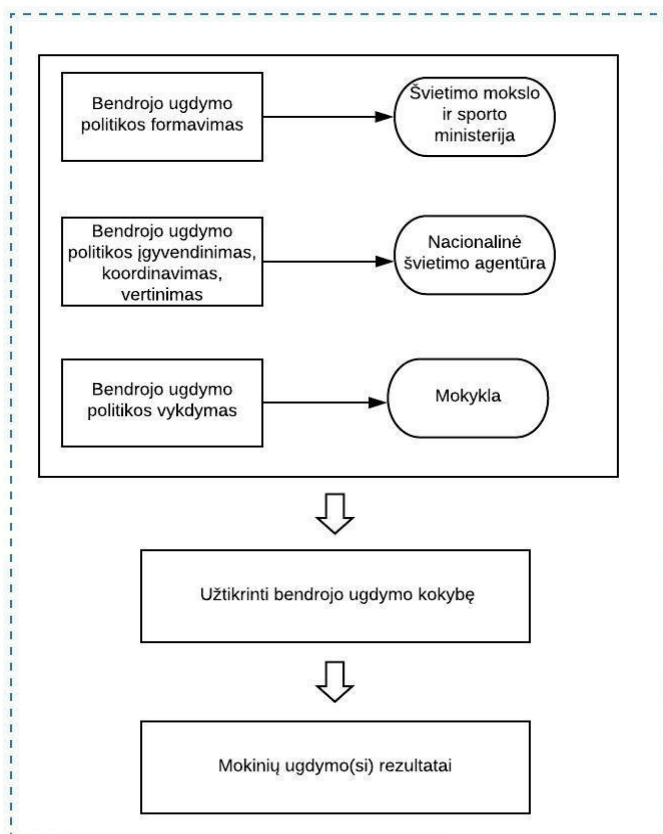 Bendrojo ugdymo
politikos formavimas
Švietimo mokslo
ir sporto
ministerija
Bendrojo ugdymo
politikos įgyvendinimas,
koordinavimas,
vertinimas
Nacionalinė
švietimo agentūra
Bendrojo ugdymo
politikos vykdymas
Mokykla
Užtikrinti bendrojo ugdymo kokybę
Mokinių ugdymo(si) rezultatai